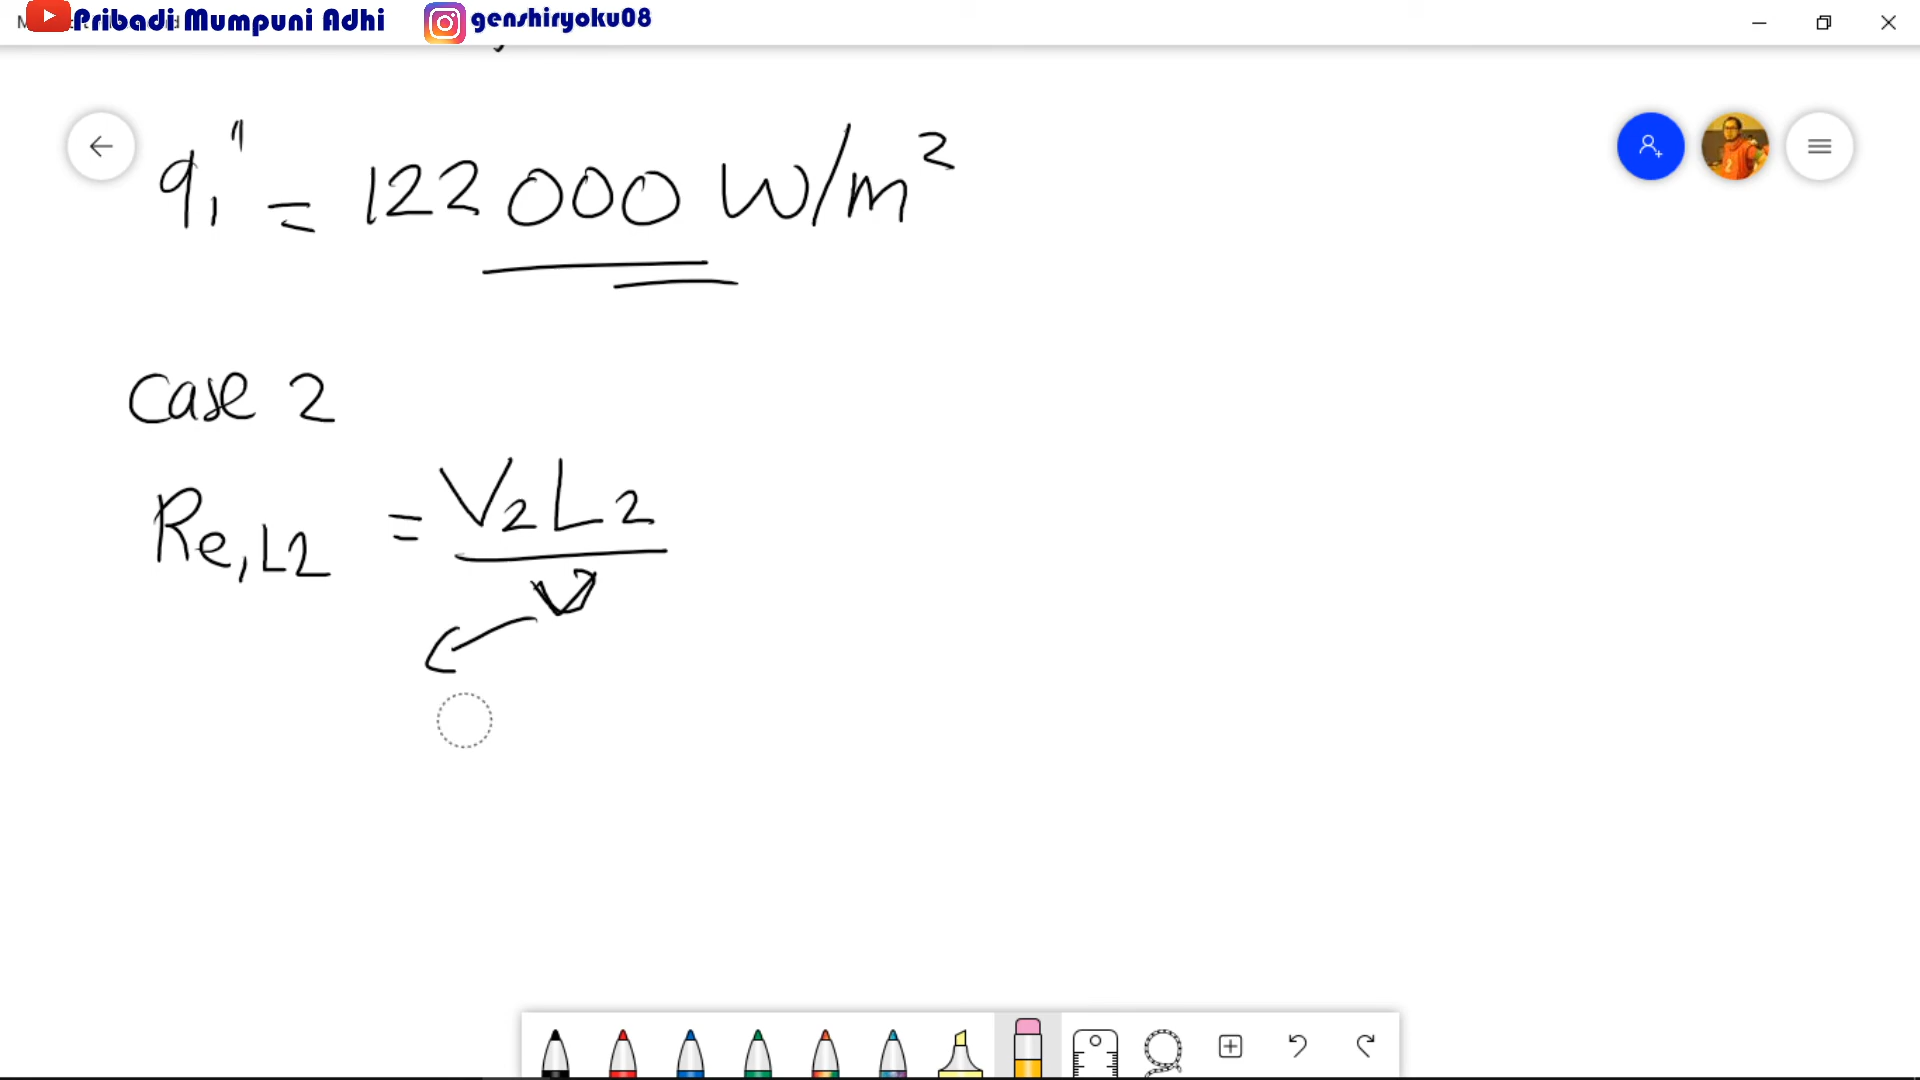 Pribadi Mumpuni Adhi genshiryoku08
q₁" = 122 000 W/m²
Case 2
Re,L2 = V₂L₂ / ν